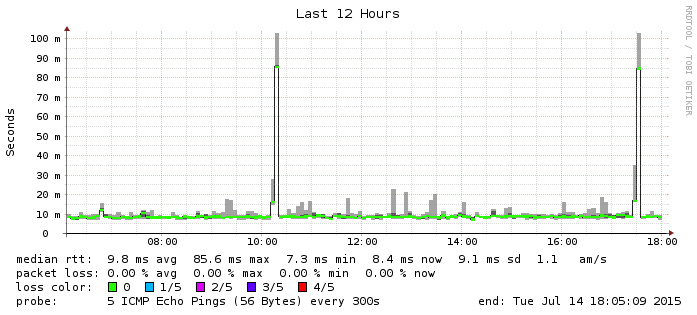 Last 12 Hours
RRDTOOL / TOBI OETIKER
Seconds
100 m
90 m
80 m
70 m
60 m
50 m
40 m
30 m
20 m
10 m
0
08:00 10:00 12:00 14:00 16:00 18:00
median rtt: 9.8 ms avg 85.6 ms max 7.3 ms min 8.4 ms now 9.1 ms sd 1.1 am/s
packet loss: 0.00 % avg 0.00 % max 0.00 % min 0.00 % now
loss color: 0 1/5 2/5 3/5 4/5
probe: 5 ICMP Echo Pings (56 Bytes) every 300s end: Tue Jul 14 18:05:09 2015